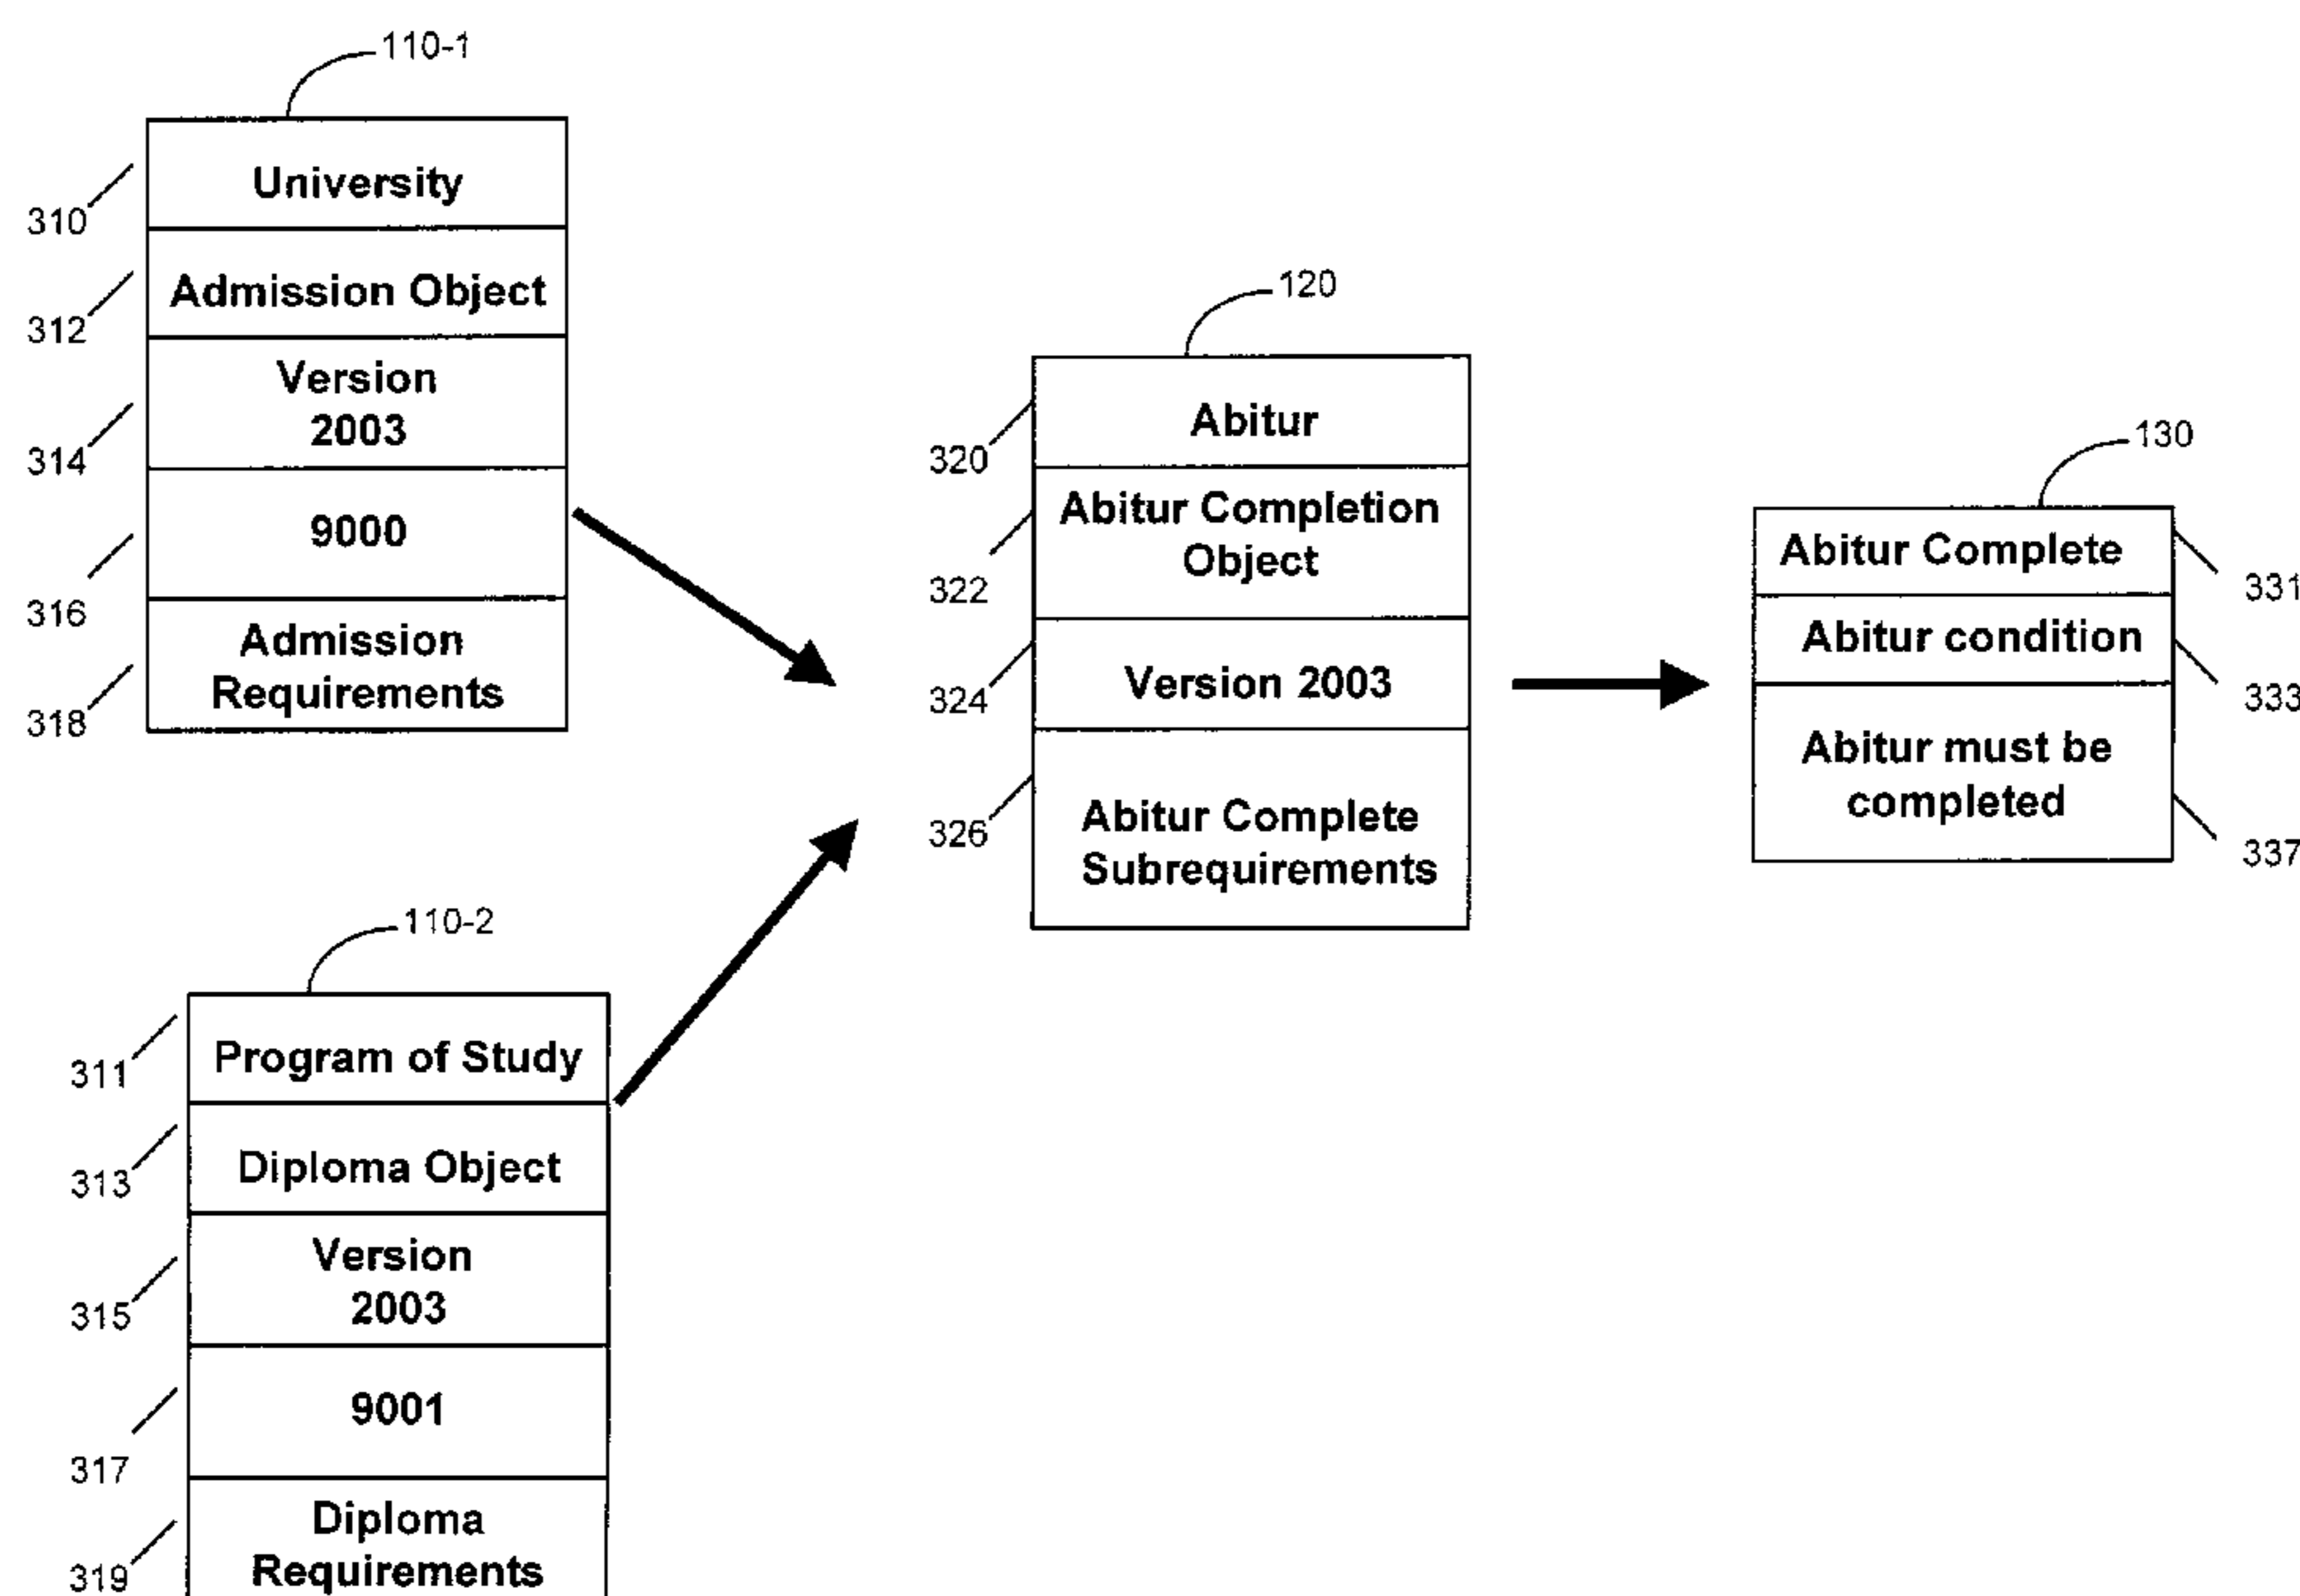 110-1
University
310
Admission Object
312
Version
2003
314
9000
316
Admission
Requirements
318
110-2
Program of Study
311
Diploma Object
313
Version
2003
315
9001
317
Diploma
Requirements
319
120
Abitur
320
Abitur Completion
Object
322
Version 2003
324
Abitur Complete
Subrequirements
326
130
Abitur Complete
331
Abitur condition
333
Abitur must be
completed
337